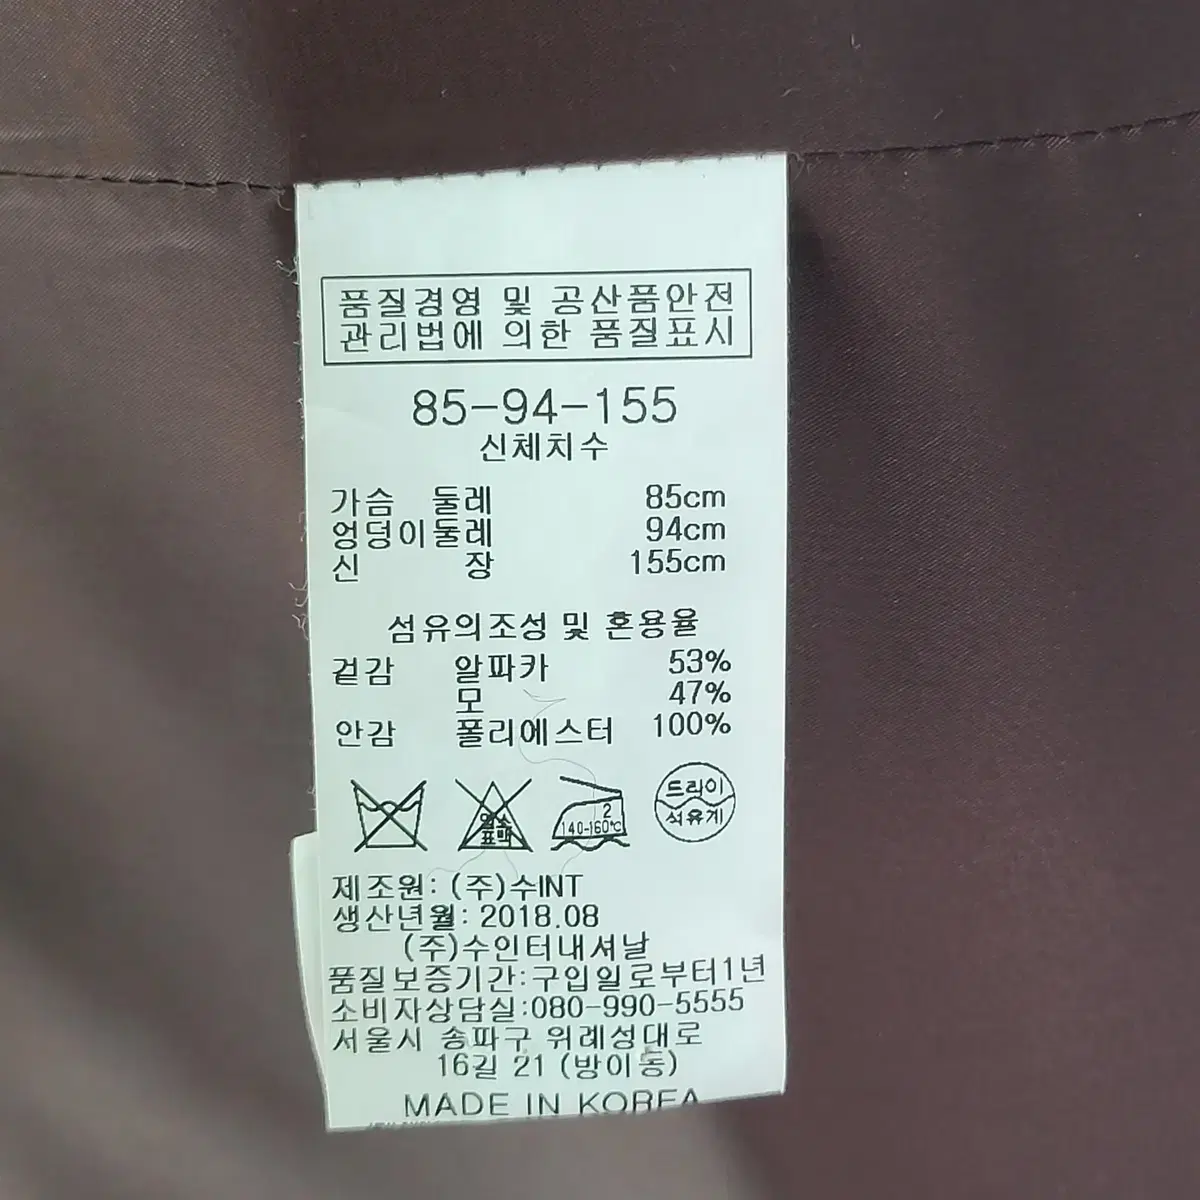 품질경영 및 공산품안전
관리법에 의한 품질표시
85-94-155
신체치수
가슴 둘레 85cm
엉덩이둘레 94cm
신 장 155cm
섬유의조성 및 혼용율
겉감 알파카 53%
모 47%
안감 폴리에스터 100%
염소
표백
2
140-160℃
드라이
석유계
제조원: (주)수INT
생산년월: 2018.08
(주)수인터내셔날
품질보증기간:구입일로부터1년
소비자상담실:080-990-5555
서울시 송파구 위례성대로
16길 21 (방이동)
MADE IN KOREA